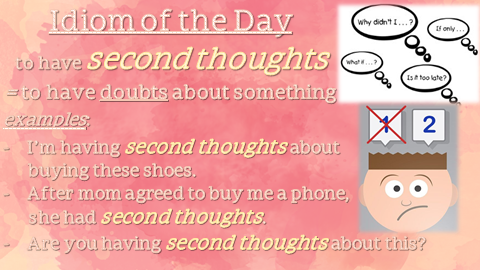 Idiom of the Day
to have second thoughts
= to have doubts about something
examples:
- I'm having second thoughts about
buying these shoes.
- After mom agreed to buy me a phone,
she had second thoughts.
- Are you having second thoughts about this?
Why didn't I . . . ?
If only . . .
What if . . . ?
Is it too late?
1 2